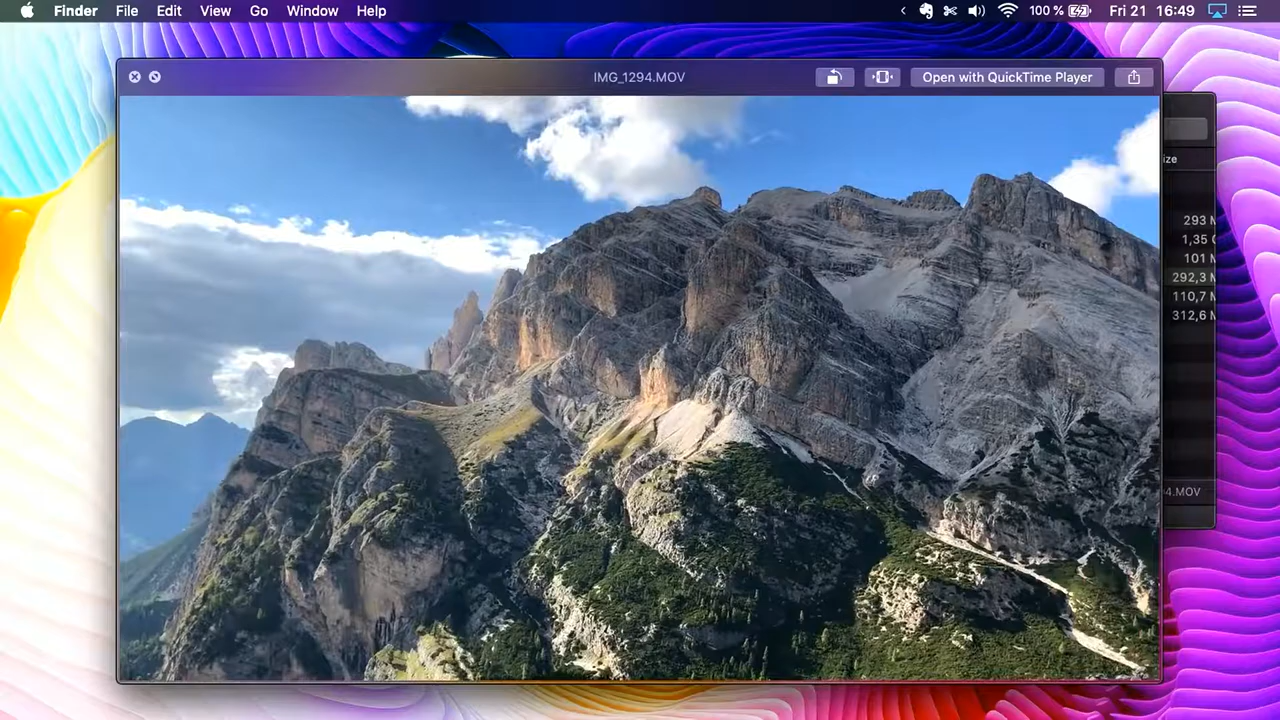 Finder File Edit View Go Window Help 100 % Fri 21 16:49
IMG_1294.MOV Open with QuickTime Player
ize
293 M
1,35 G
101 M
292,3 M
110,7 M
312,6 M
94.MOV